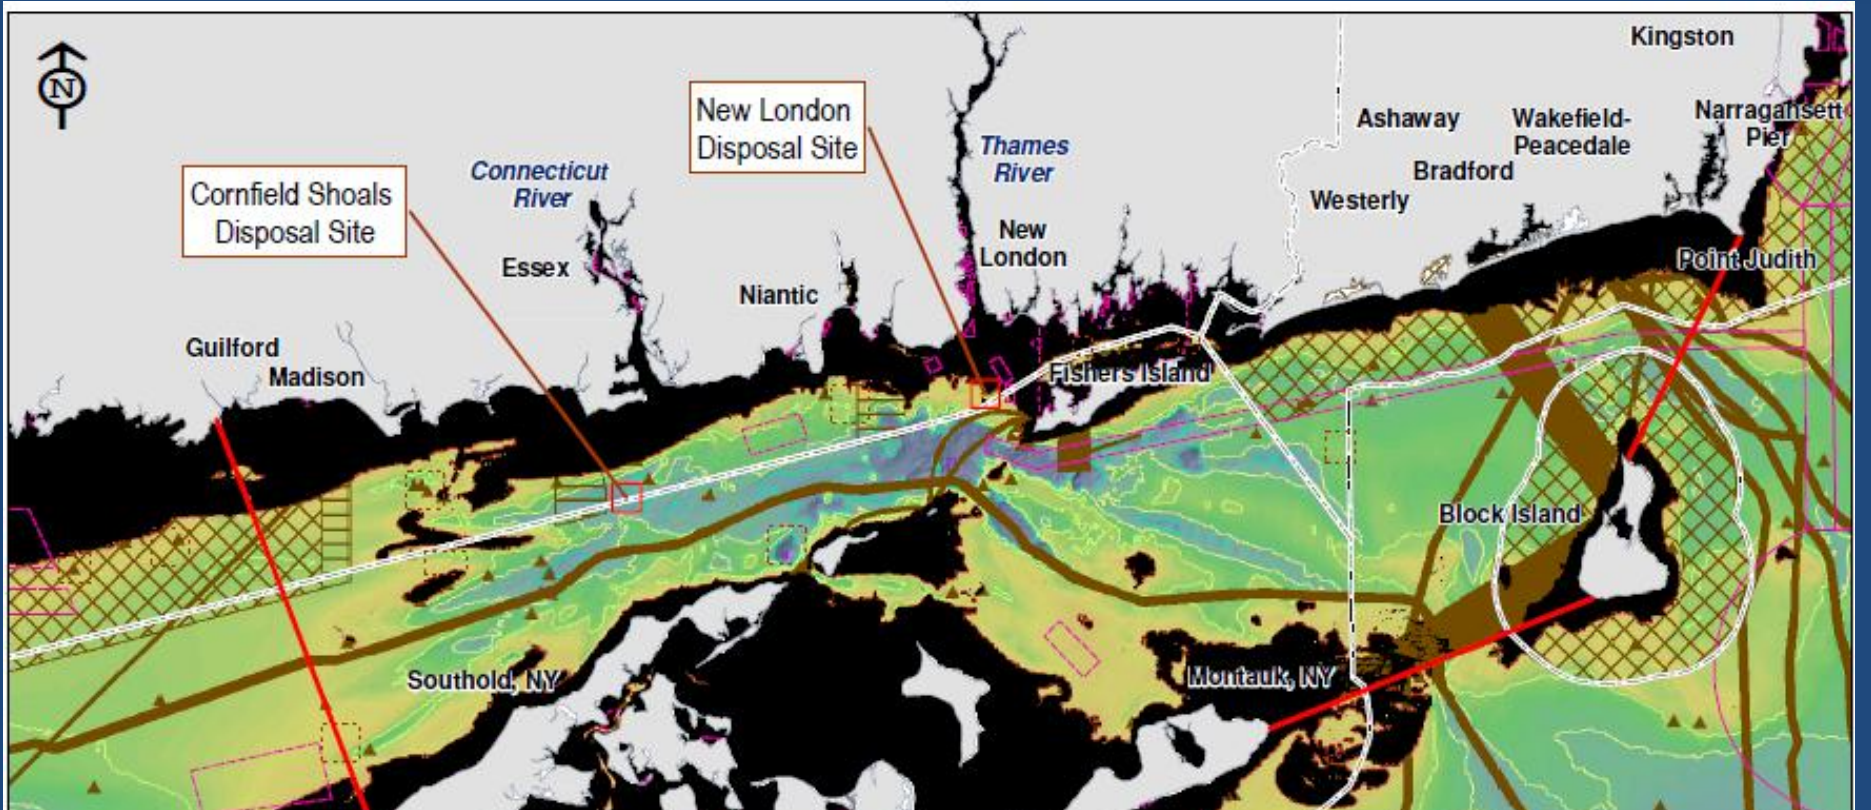 N
Kingston
New London
Disposal Site
Ashaway
Wakefield-
Peacedale
Narragansett
Pier
Thames
River
Bradford
Connecticut
River
Westerly
Cornfield Shoals
Disposal Site
New
London
Essex
Point Judith
Niantic
Guilford
Madison
Fishers Island
Block Island
Southold, NY
Montauk, NY